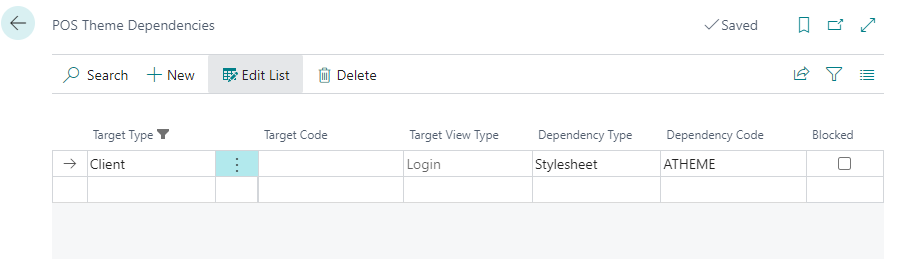 POS Theme Dependencies
Saved
Search New Edit List Delete
Target Type Target Code Target View Type Dependency Type Dependency Code Blocked
Client Login Stylesheet ATHEME